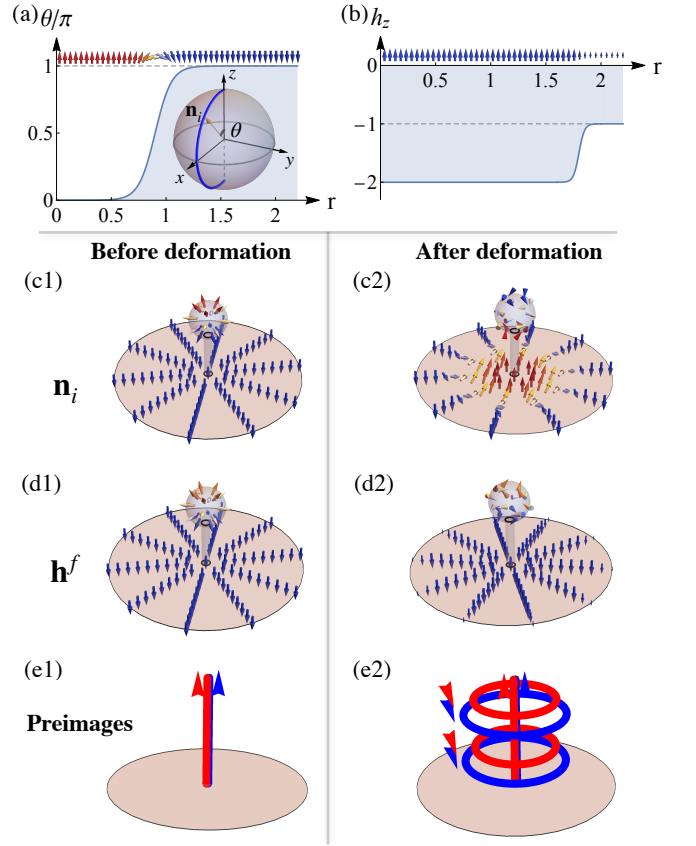 (a) θ/π
1
0.5
0
0 0.5 1 1.5 2 r
z
n_i
θ
x
y
(b) h_z
0
0.5 1 1.5 2 r
−1
−2
Before deformation After deformation
(c1) (c2)
n_i
(d1) (d2)
h^f
(e1) (e2)
Preimages